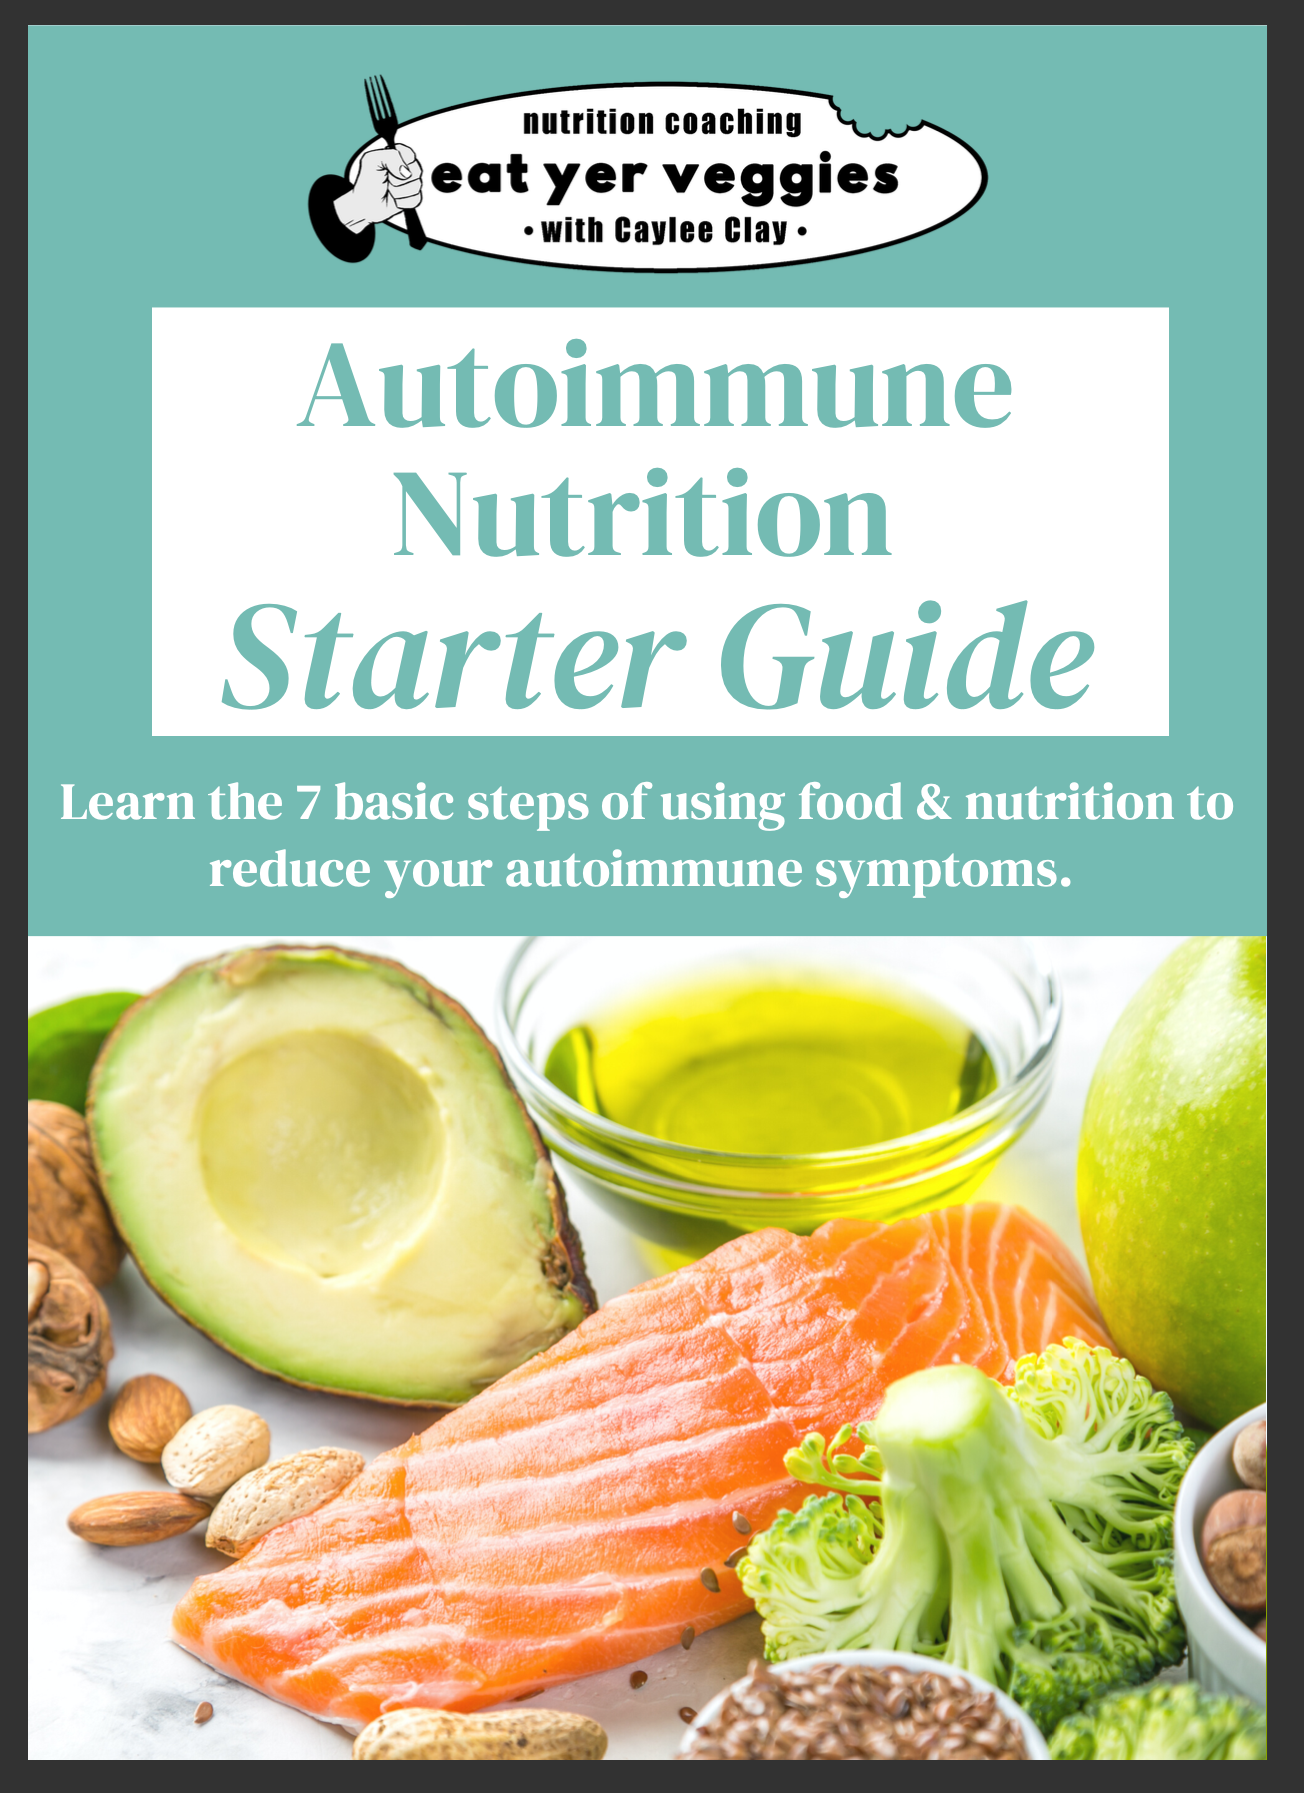 nutrition coaching
eat yer veggies
• with Caylee Clay •
Autoimmune
Nutrition
Starter Guide
Learn the 7 basic steps of using food & nutrition to
reduce your autoimmune symptoms.